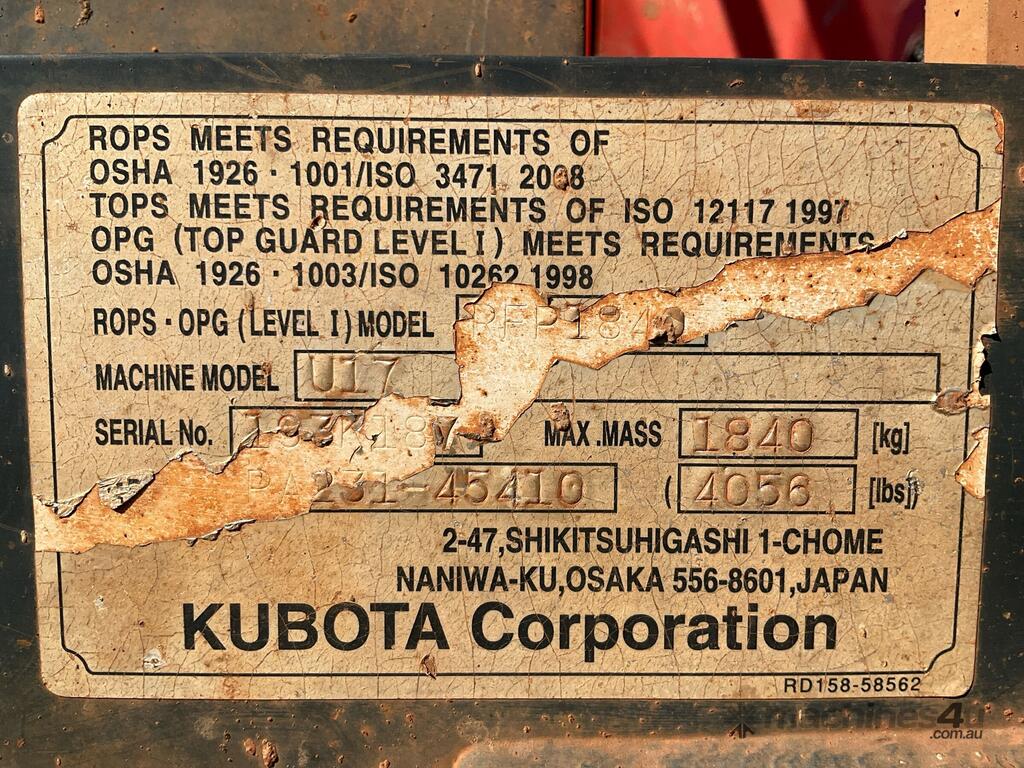 ROPS MEETS REQUIREMENTS OF
OSHA 1926 · 1001/ISO 3471 2008
TOPS MEETS REQUIREMENTS OF ISO 12117 1997
OPG (TOP GUARD LEVEL I) MEETS REQUIREMENTS
OSHA 1926 · 1003/ISO 10262 1998
ROPS · OPG (LEVEL I) MODEL
MACHINE MODEL U17
SERIAL No. MAX .MASS 1840 [kg]
PA231-45410 (4056 [lbs])
2-47,SHIKITSUHIGASHI 1-CHOME
NANIWA-KU,OSAKA 556-8601,JAPAN
KUBOTA Corporation
RD158-58562
machines4u
.com.au